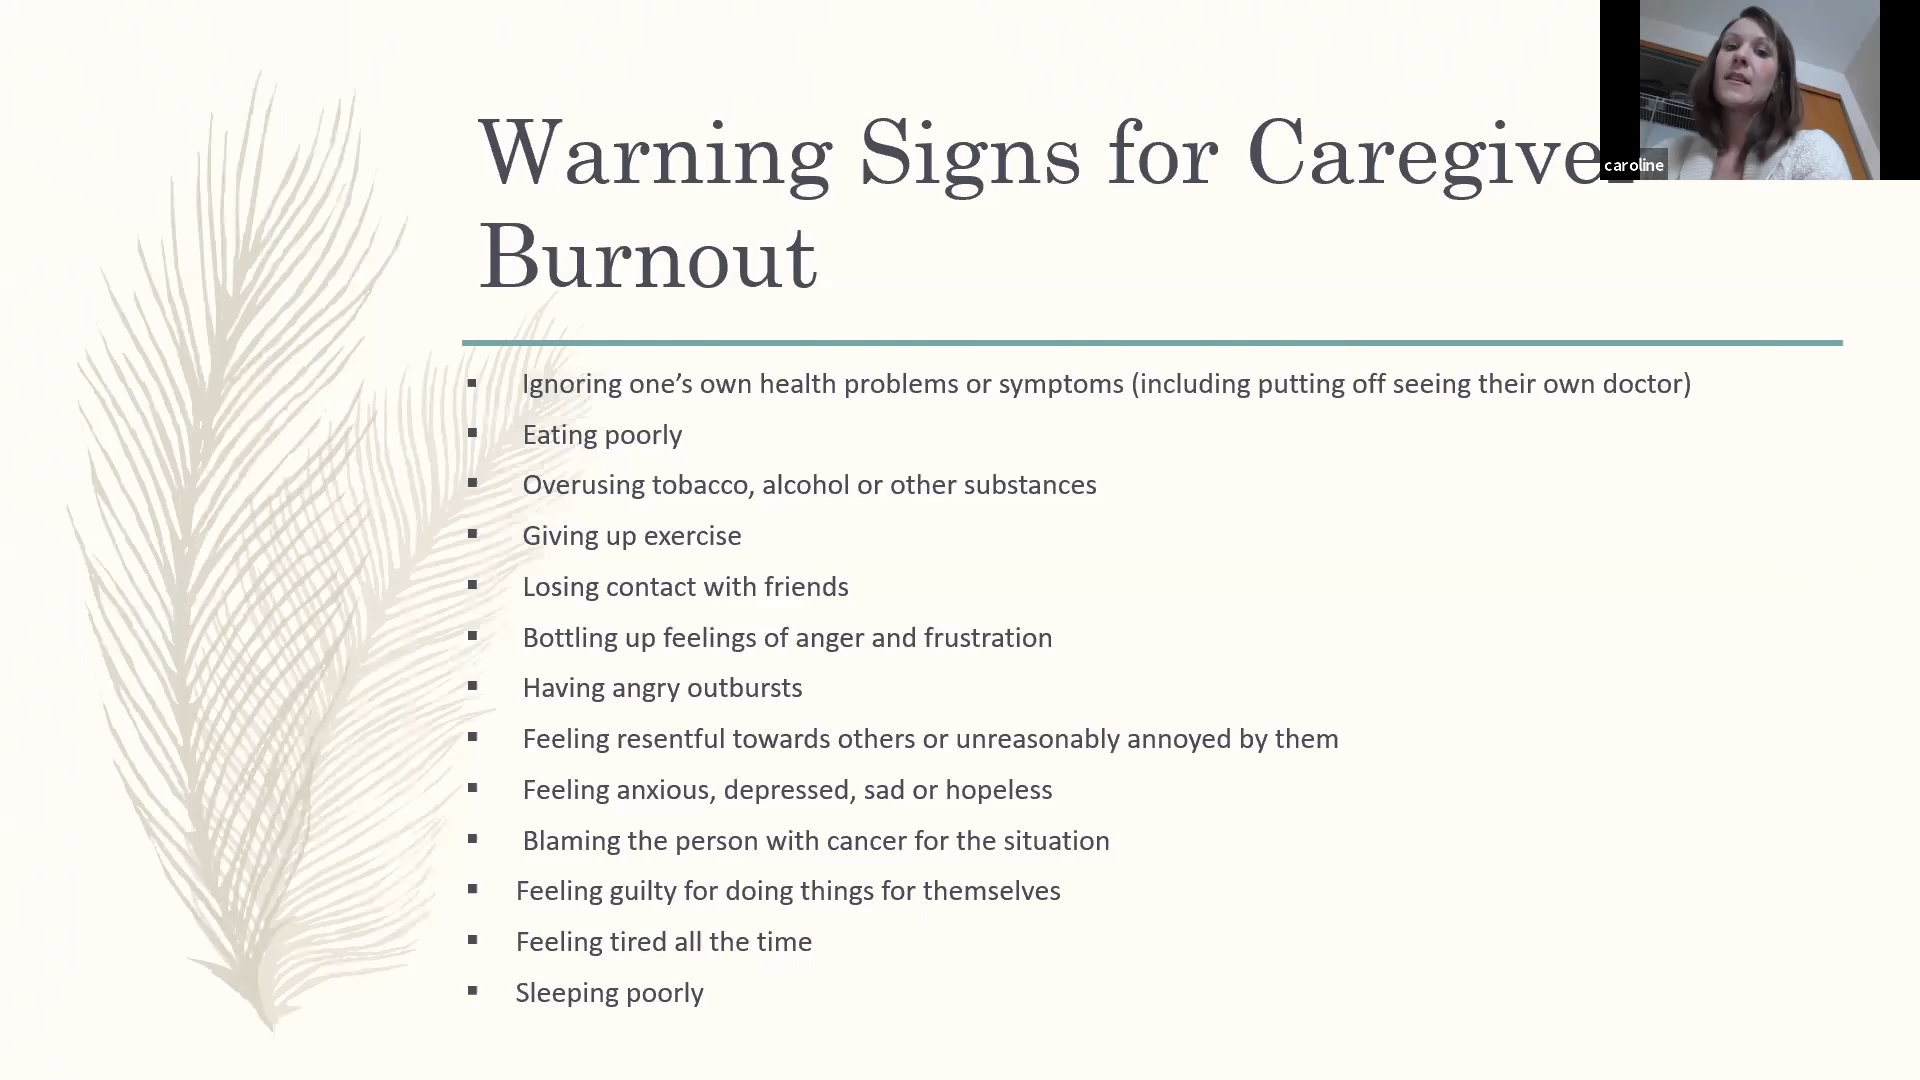 Warning Signs for Caregive
Burnout
caroline
▪ Ignoring one’s own health problems or symptoms (including putting off seeing their own doctor)
▪ Eating poorly
▪ Overusing tobacco, alcohol or other substances
▪ Giving up exercise
▪ Losing contact with friends
▪ Bottling up feelings of anger and frustration
▪ Having angry outbursts
▪ Feeling resentful towards others or unreasonably annoyed by them
▪ Feeling anxious, depressed, sad or hopeless
▪ Blaming the person with cancer for the situation
▪ Feeling guilty for doing things for themselves
▪ Feeling tired all the time
▪ Sleeping poorly